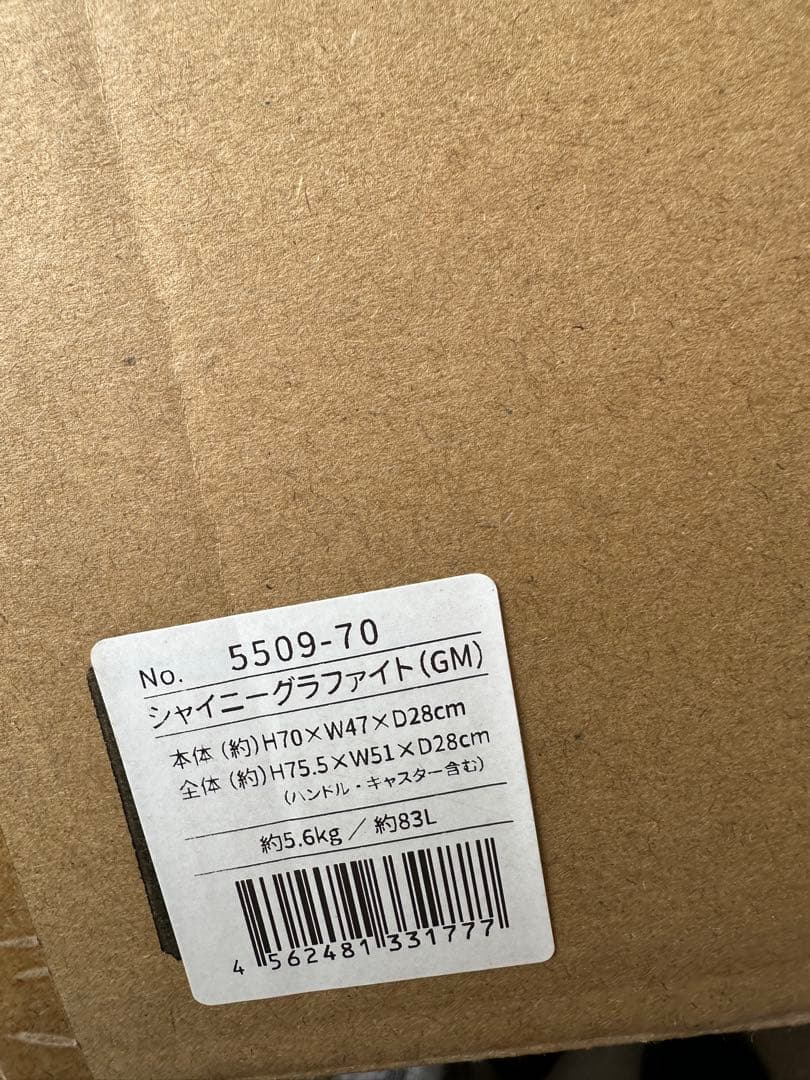 No. 5509-70
シャイニーグラファイト(GM)
本体 (約)H70×W47×D28cm
全体 (約)H75.5×W51×D28cm
(ハンドル・キャスター含む)
約5.6kg ／ 約83L
4 562481 331777